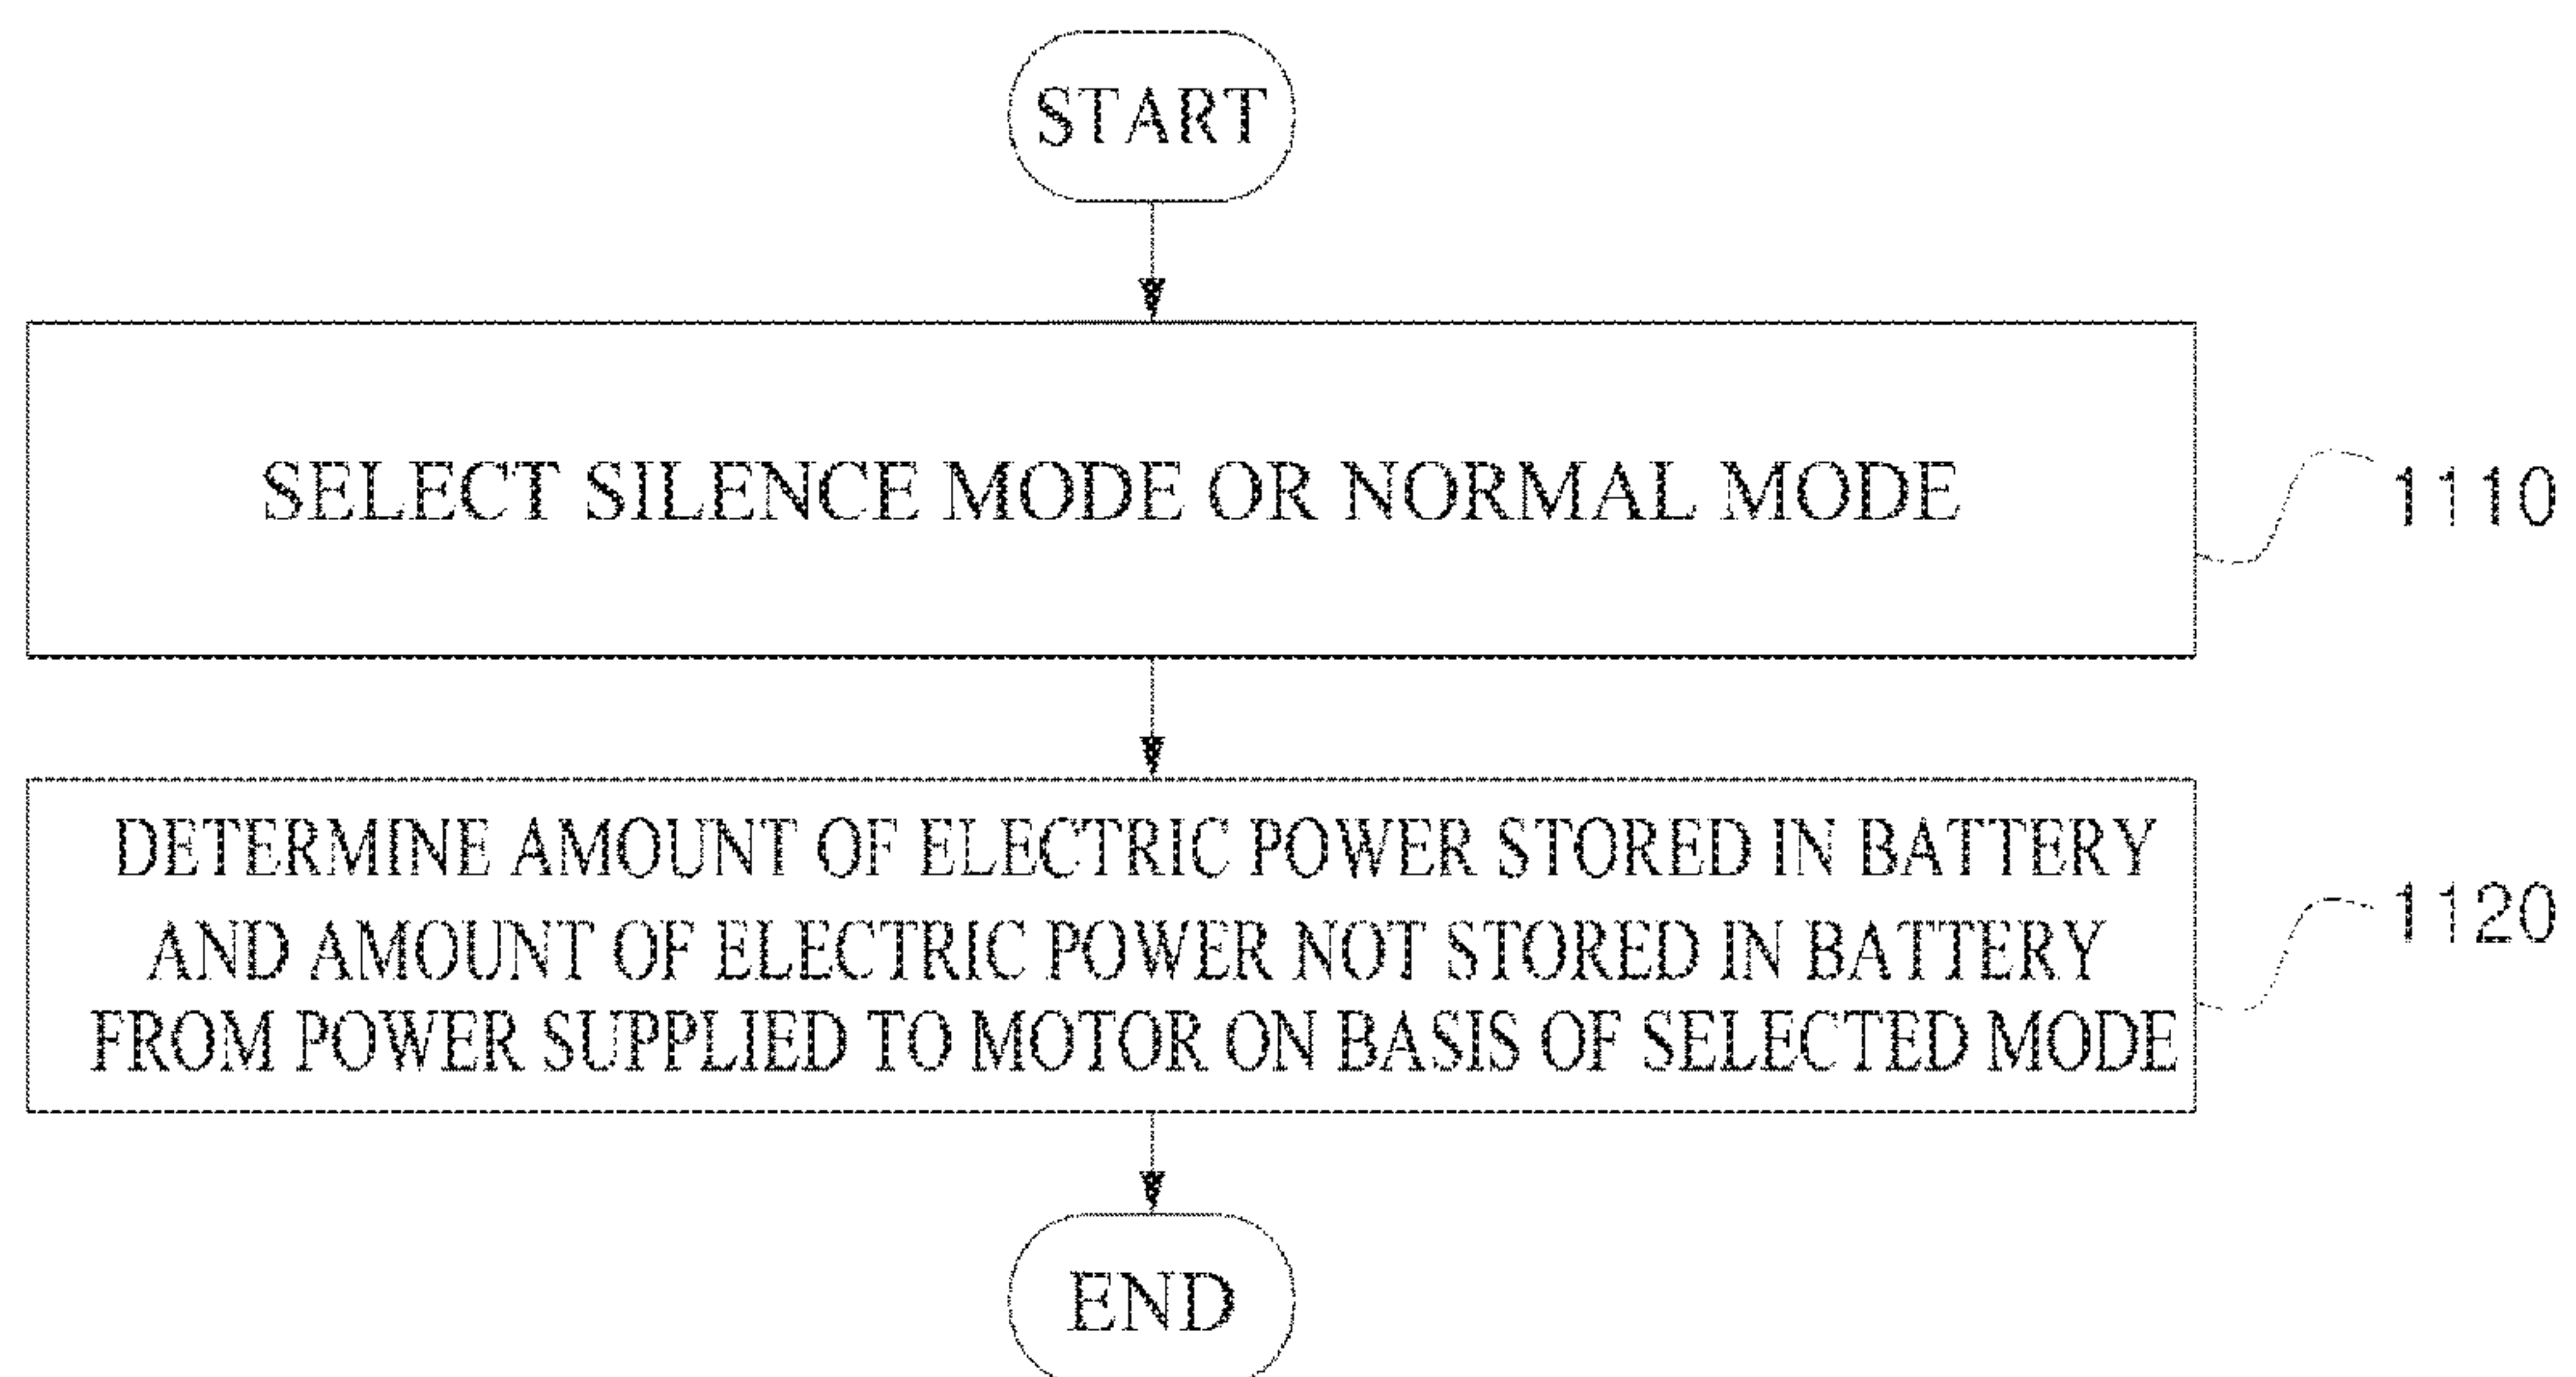 START
SELECT SILENCE MODE OR NORMAL MODE
1110
DETERMINE AMOUNT OF ELECTRIC POWER STORED IN BATTERY
AND AMOUNT OF ELECTRIC POWER NOT STORED IN BATTERY
FROM POWER SUPPLIED TO MOTOR ON BASIS OF SELECTED MODE
1120
END